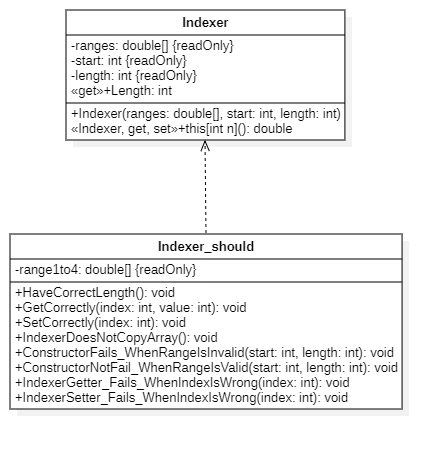 Indexer
-ranges: double[] {readOnly}
-start: int {readOnly}
-length: int {readOnly}
«get»+Length: int
+Indexer(ranges: double[], start: int, length: int)
«Indexer, get, set»+this[int n](): double
Indexer_should
-range1to4: double[] {readOnly}
+HaveCorrectLength(): void
+GetCorrectly(index: int, value: int): void
+SetCorrectly(index: int): void
+IndexerDoesNotCopyArray(): void
+ConstructorFails_WhenRangeIsInvalid(start: int, length: int): void
+ConstructorNotFail_WhenRangeIsValid(start: int, length: int): void
+IndexerGetter_Fails_WhenIndexIsWrong(index: int): void
+IndexerSetter_Fails_WhenIndexIsWrong(index: int): void